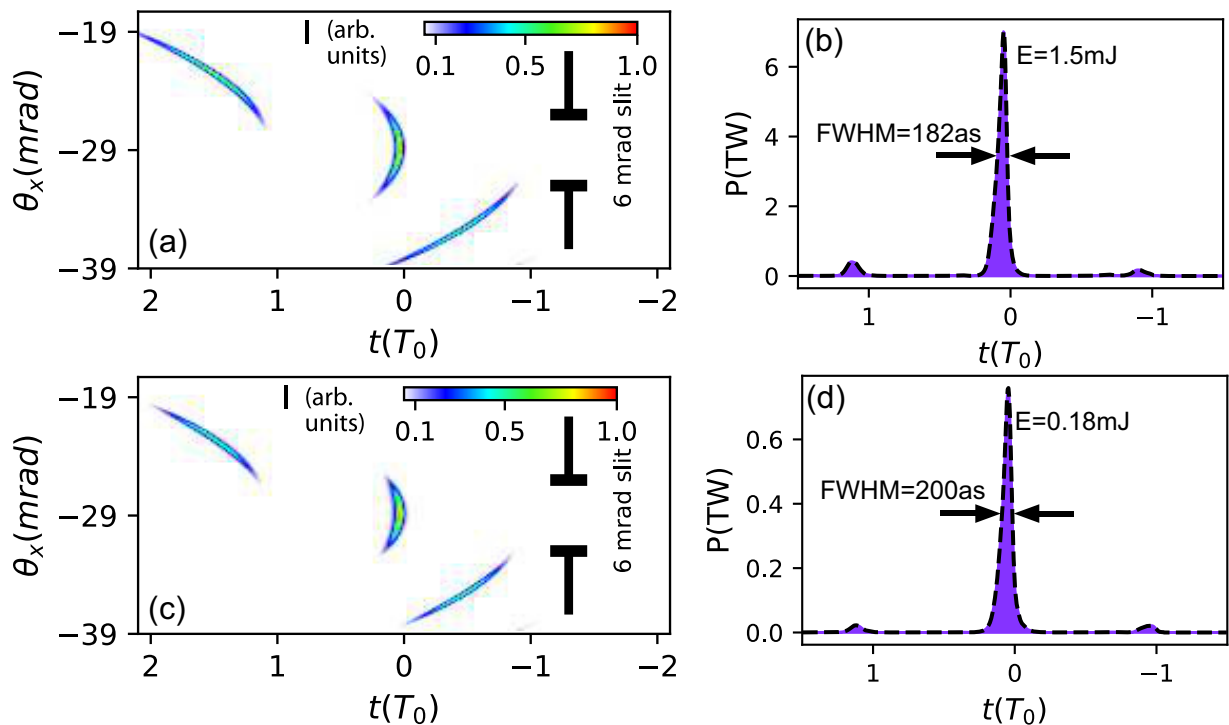 −19
−29
−39
θₓ(mrad)
(a)
I (arb. units)
0.1 0.5 1.0
6 mrad slit
2 1 0 −1 −2
t(T₀)
(b)
E=1.5mJ
FWHM=182as
P(TW)
6
4
2
0
1 0 −1
t(T₀)
−19
−29
−39
θₓ(mrad)
(c)
I (arb. units)
0.1 0.5 1.0
6 mrad slit
2 1 0 −1 −2
t(T₀)
(d)
E=0.18mJ
FWHM=200as
P(TW)
0.6
0.4
0.2
0.0
1 0 −1
t(T₀)